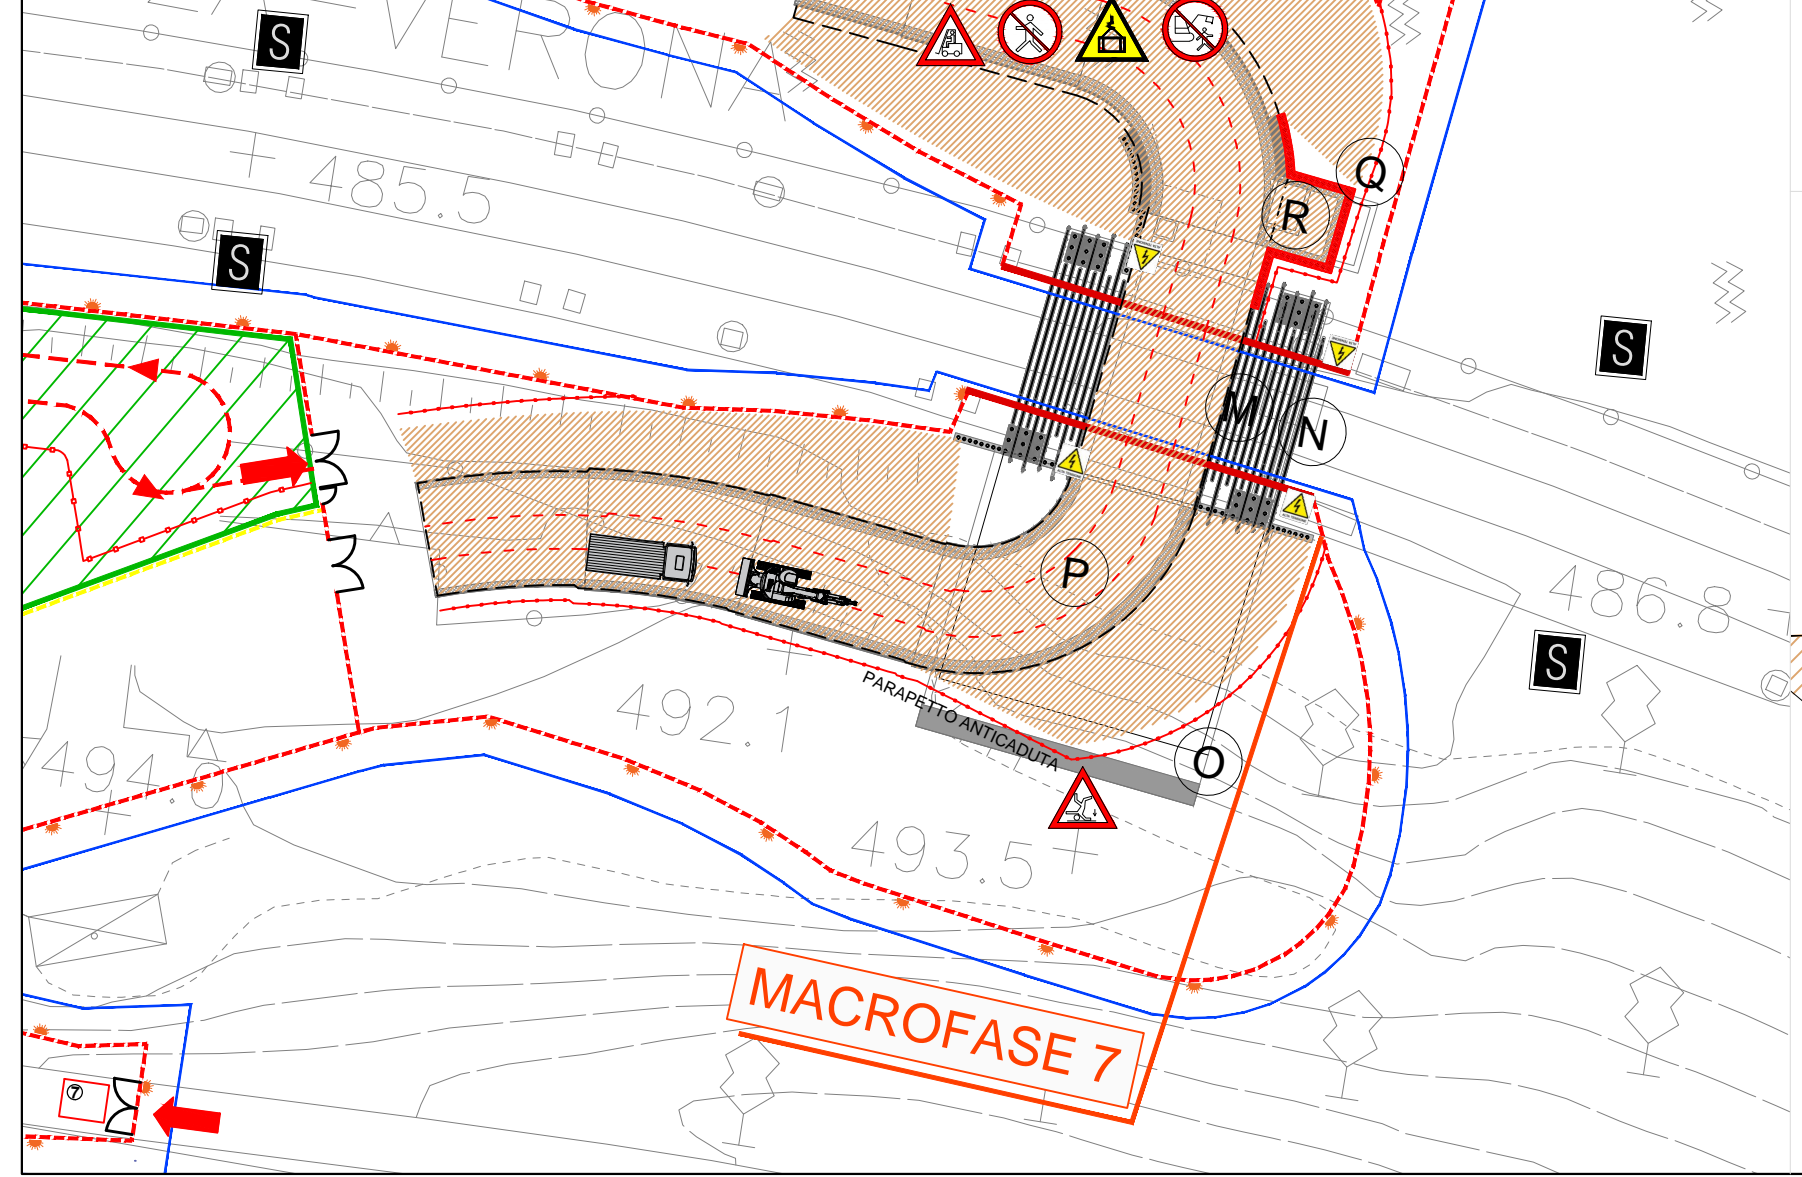 S
VERONA
485.5
Q
R
S
S
M
N
P
486.8
S
PARAPETTO ANTICADUTA
492.1
O
494.0
493.5
MACROFASE 7
7